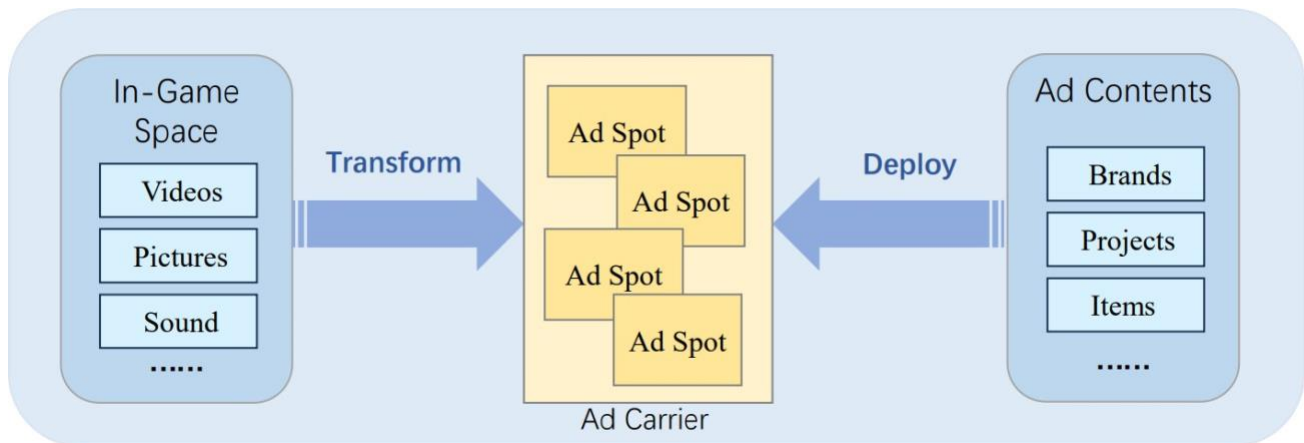 In-Game
Space
Videos
Pictures
Sound
……
Transform
Ad Spot
Ad Spot
Ad Spot
Ad Spot
Ad Carrier
Deploy
Ad Contents
Brands
Projects
Items
……